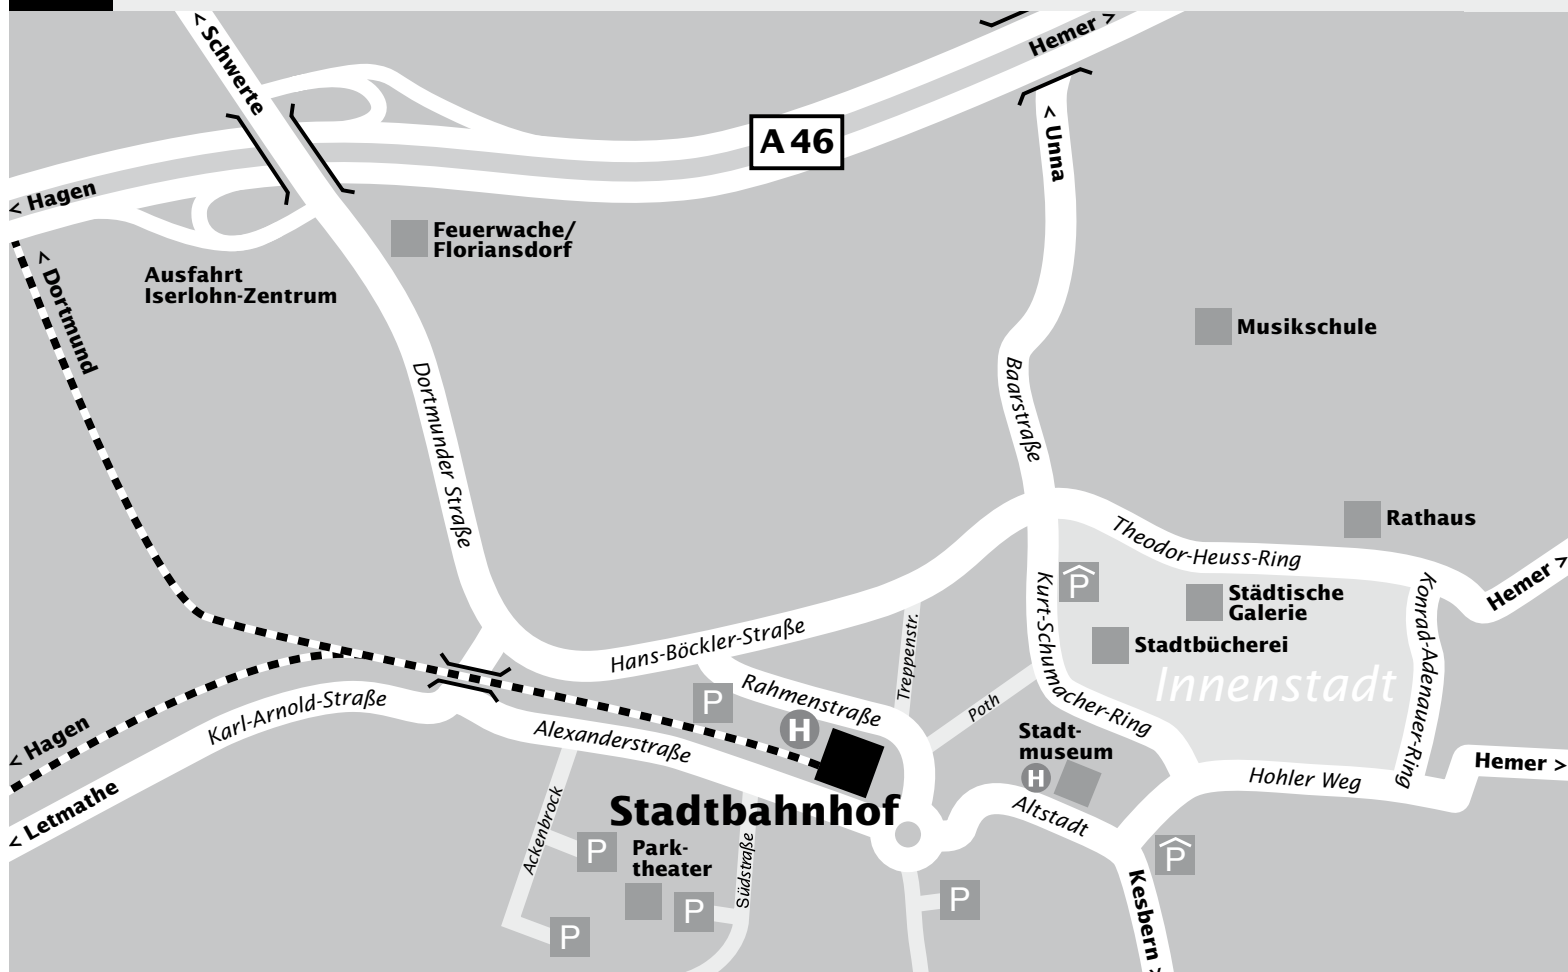 < Schwerte
Hemer >
< Unna
A 46
< Hagen
Feuerwache/
Floriansdorf
Ausfahrt
Iserlohn-Zentrum
< Dortmund
Musikschule
Dortmunder Straße
Baarstraße
Rathaus
Theodor-Heuss-Ring
Hemer >
Konrad-Adenauer-Ring
P
Kurt-Schumacher-Ring
Städtische
Galerie
Stadtbücherei
Innenstadt
Hans-Böckler-Straße
Treppenstr.
Rahmenstraße
P
H
Poth
Karl-Arnold-Straße
< Hagen
Alexanderstraße
Stadt-
museum
H
Hemer >
Hohler Weg
< Letmathe
Stadtbahnhof
Altstadt
Ackenbrock
P
Park-
theater
Südstraße
P
P
P
P
Kesbern >